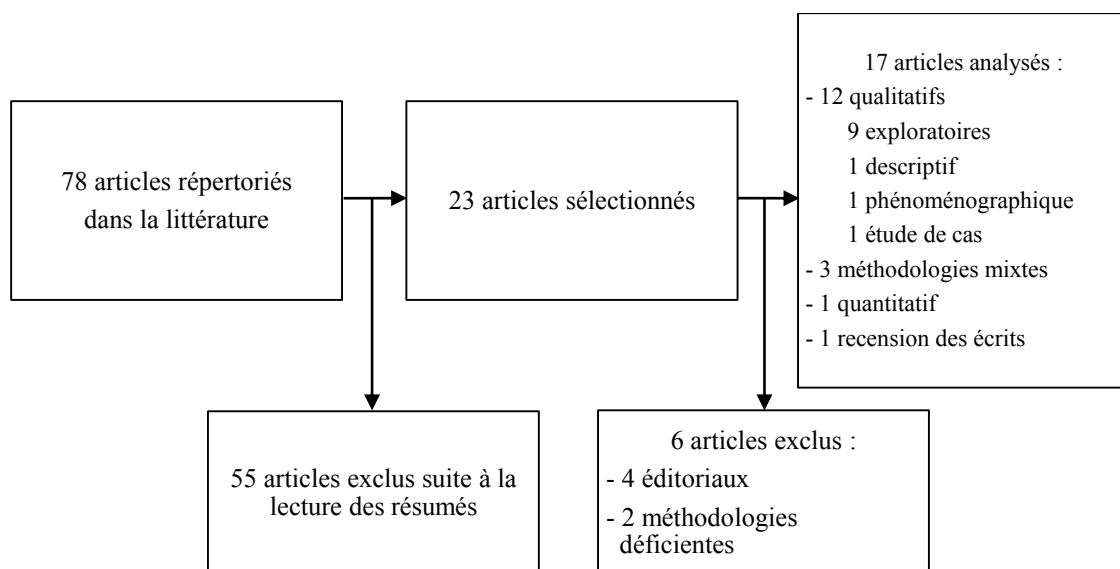 78 articles répertoriés
dans la littérature
23 articles sélectionnés
17 articles analysés :
- 12 qualitatifs
9 exploratoires
1 descriptif
1 phénoménographique
1 étude de cas
- 3 méthodologies mixtes
- 1 quantitatif
- 1 recension des écrits
55 articles exclus suite à la
lecture des résumés
6 articles exclus :
- 4 éditoriaux
- 2 méthodologies
déficientes